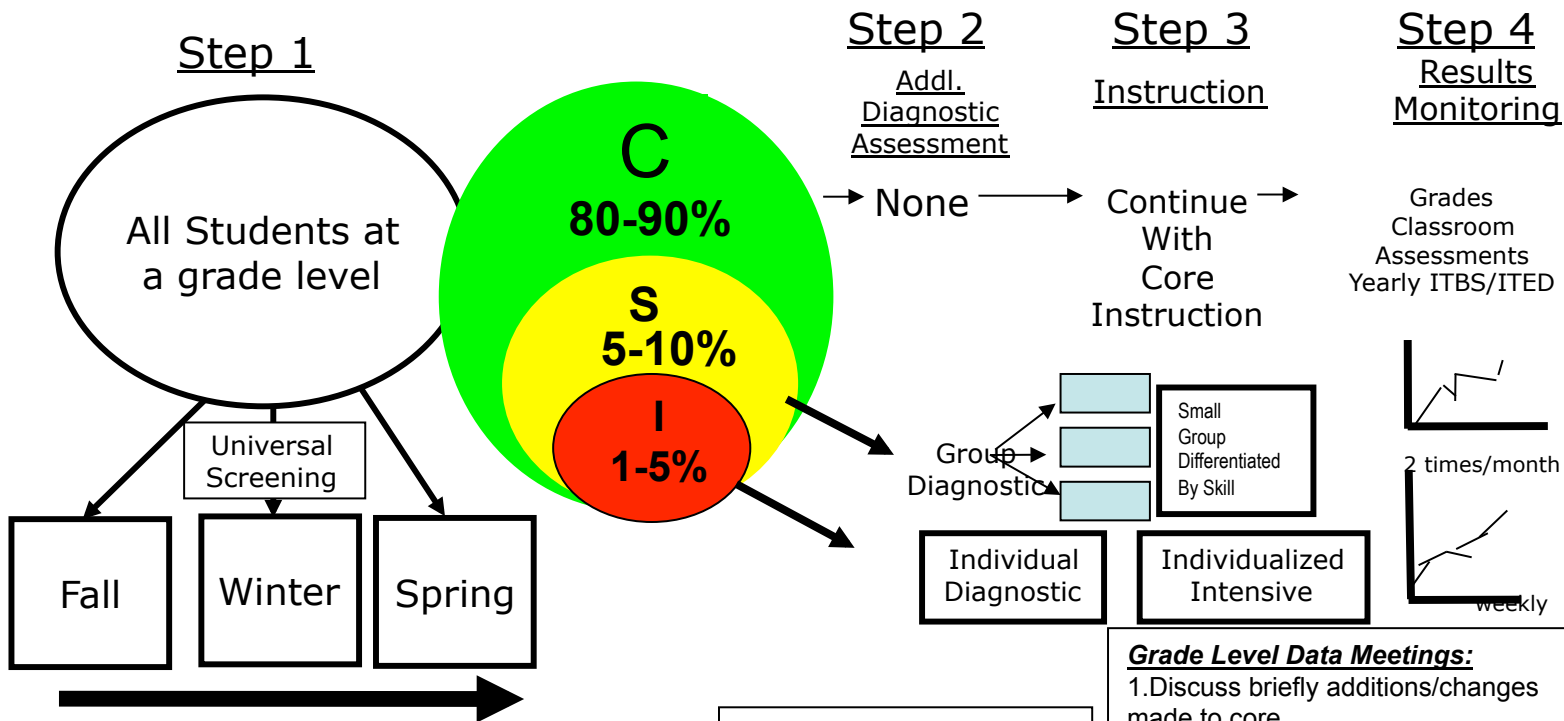 Step 1
All Students at
a grade level
Universal
Screening
Fall
Winter
Spring
C
80-90%
S
5-10%
I
1-5%
Step 2
Addl.
Diagnostic
Assessment
None
Group
Diagnostic
Individual
Diagnostic
Step 3
Instruction
Continue
With
Core
Instruction
Small
Group
Differentiated
By Skill
Individualized
Intensive
Step 4
Results
Monitoring
Grades
Classroom
Assessments
Yearly ITBS/ITED
2 times/month
weekly
Grade Level Data Meetings:
1.Discuss briefly additions/changes
made to core